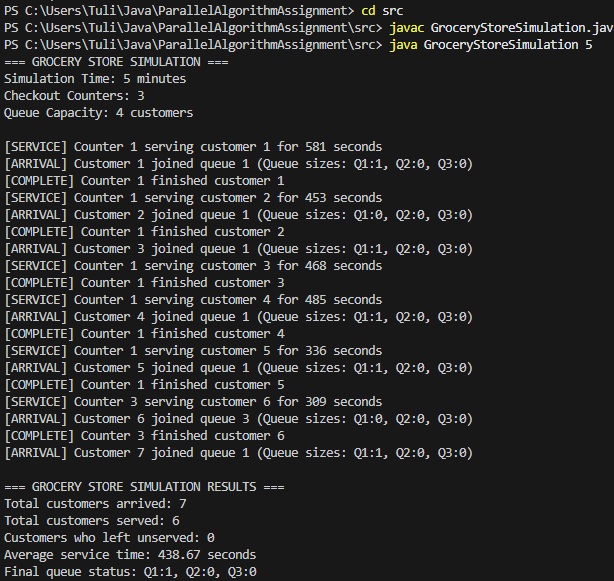 PS C:\Users\Tuli\Java\ParallelAlgorithmAssignment> cd src
PS C:\Users\Tuli\Java\ParallelAlgorithmAssignment\src> javac GroceryStoreSimulation.jav
PS C:\Users\Tuli\Java\ParallelAlgorithmAssignment\src> java GroceryStoreSimulation 5
=== GROCERY STORE SIMULATION ===
Simulation Time: 5 minutes
Checkout Counters: 3
Queue Capacity: 4 customers
[SERVICE] Counter 1 serving customer 1 for 581 seconds
[ARRIVAL] Customer 1 joined queue 1 (Queue sizes: Q1:1, Q2:0, Q3:0)
[COMPLETE] Counter 1 finished customer 1
[SERVICE] Counter 1 serving customer 2 for 453 seconds
[ARRIVAL] Customer 2 joined queue 1 (Queue sizes: Q1:0, Q2:0, Q3:0)
[COMPLETE] Counter 1 finished customer 2
[ARRIVAL] Customer 3 joined queue 1 (Queue sizes: Q1:1, Q2:0, Q3:0)
[SERVICE] Counter 1 serving customer 3 for 468 seconds
[COMPLETE] Counter 1 finished customer 3
[SERVICE] Counter 1 serving customer 4 for 485 seconds
[ARRIVAL] Customer 4 joined queue 1 (Queue sizes: Q1:1, Q2:0, Q3:0)
[COMPLETE] Counter 1 finished customer 4
[SERVICE] Counter 1 serving customer 5 for 336 seconds
[ARRIVAL] Customer 5 joined queue 1 (Queue sizes: Q1:1, Q2:0, Q3:0)
[COMPLETE] Counter 1 finished customer 5
[SERVICE] Counter 3 serving customer 6 for 309 seconds
[ARRIVAL] Customer 6 joined queue 3 (Queue sizes: Q1:0, Q2:0, Q3:0)
[COMPLETE] Counter 3 finished customer 6
[ARRIVAL] Customer 7 joined queue 1 (Queue sizes: Q1:1, Q2:0, Q3:0)
=== GROCERY STORE SIMULATION RESULTS ===
Total customers arrived: 7
Total customers served: 6
Customers who left unserved: 0
Average service time: 438.67 seconds
Final queue status: Q1:1, Q2:0, Q3:0